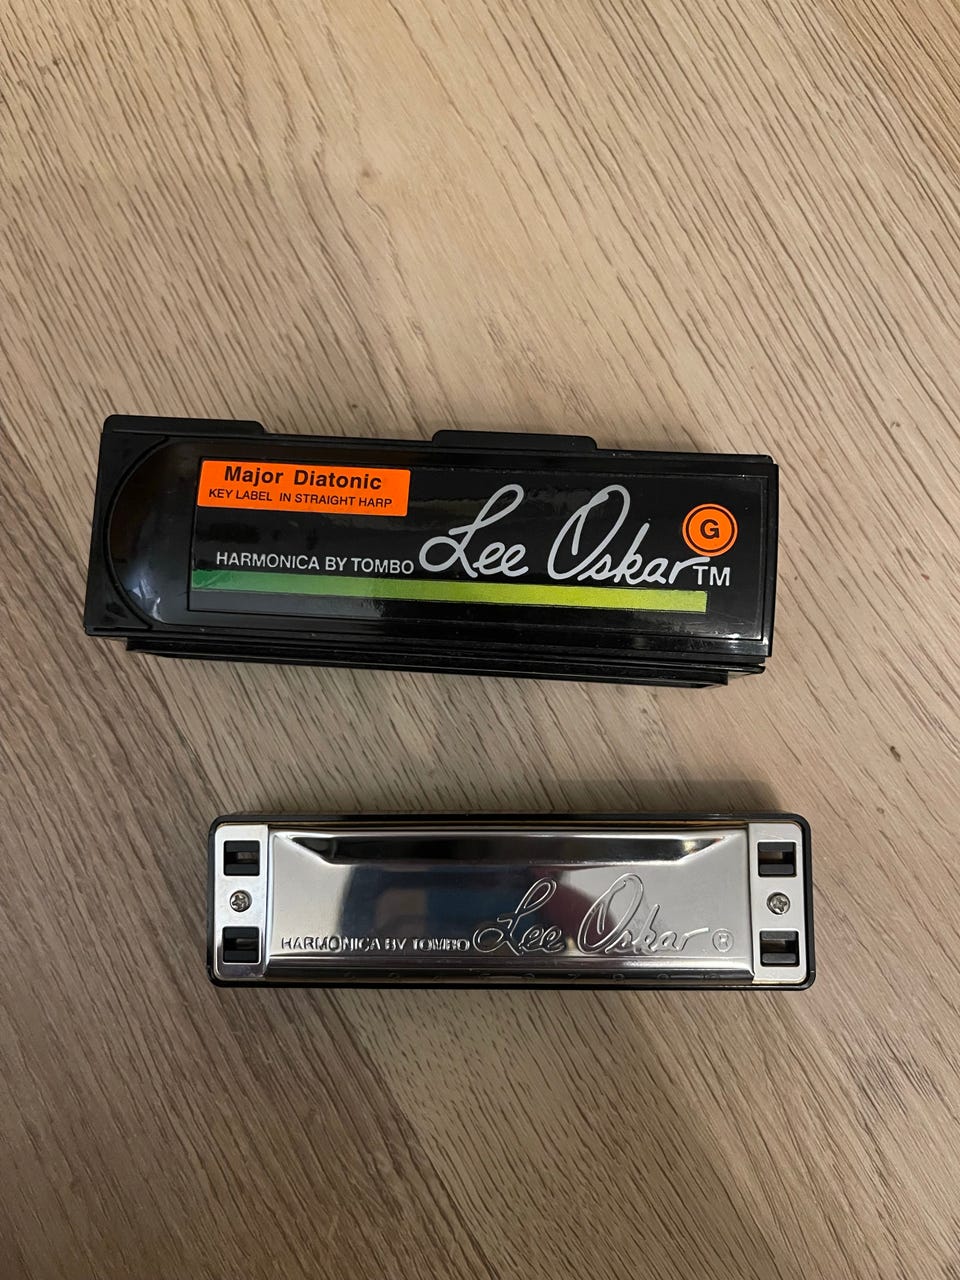 Major Diatonic
KEY LABEL IN STRAIGHT HARP
G
HARMONICA BY TOMBO Lee Oskar TM
HARMONICA BY TOMBO Lee Oskar ®